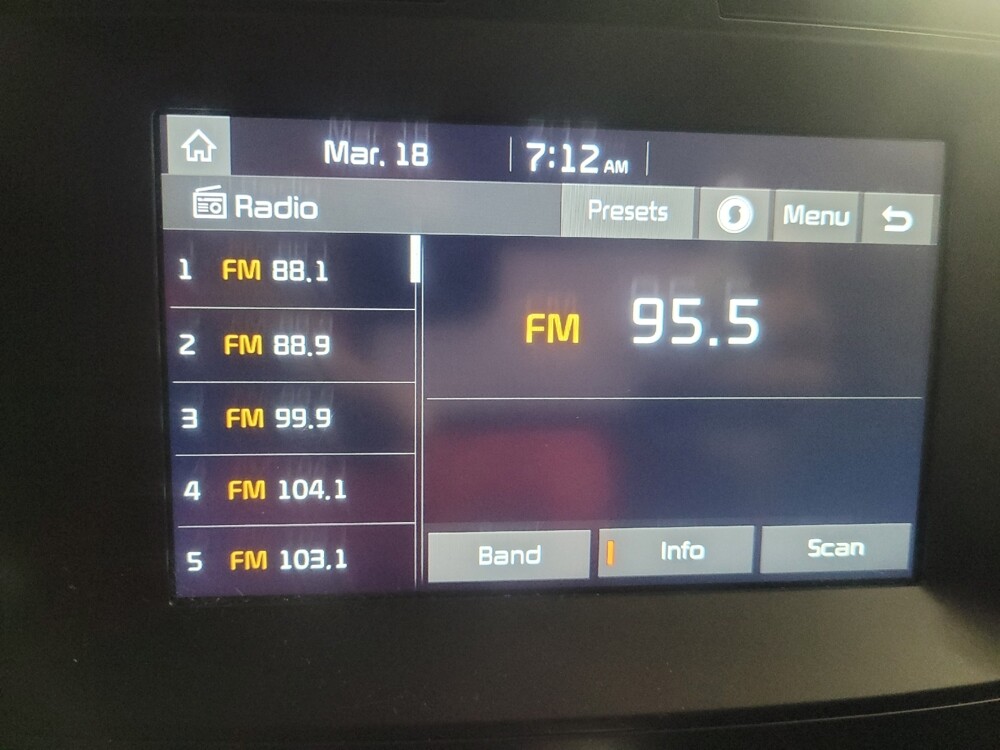 Mar. 18 7:12 AM
Radio Presets Menu
1 FM 88.1
2 FM 88.9
3 FM 99.9
4 FM 104.1
5 FM 103.1
FM 95.5
Band Info Scan